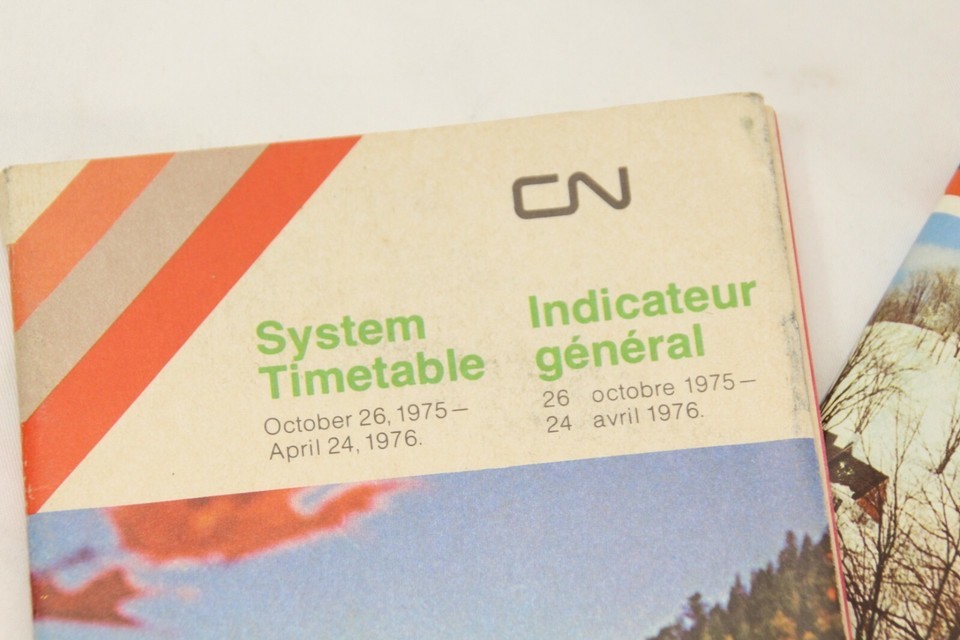 CN
System
Timetable
October 26, 1975–
April 24, 1976.
Indicateur
général
26 octobre 1975–
24 avril 1976.